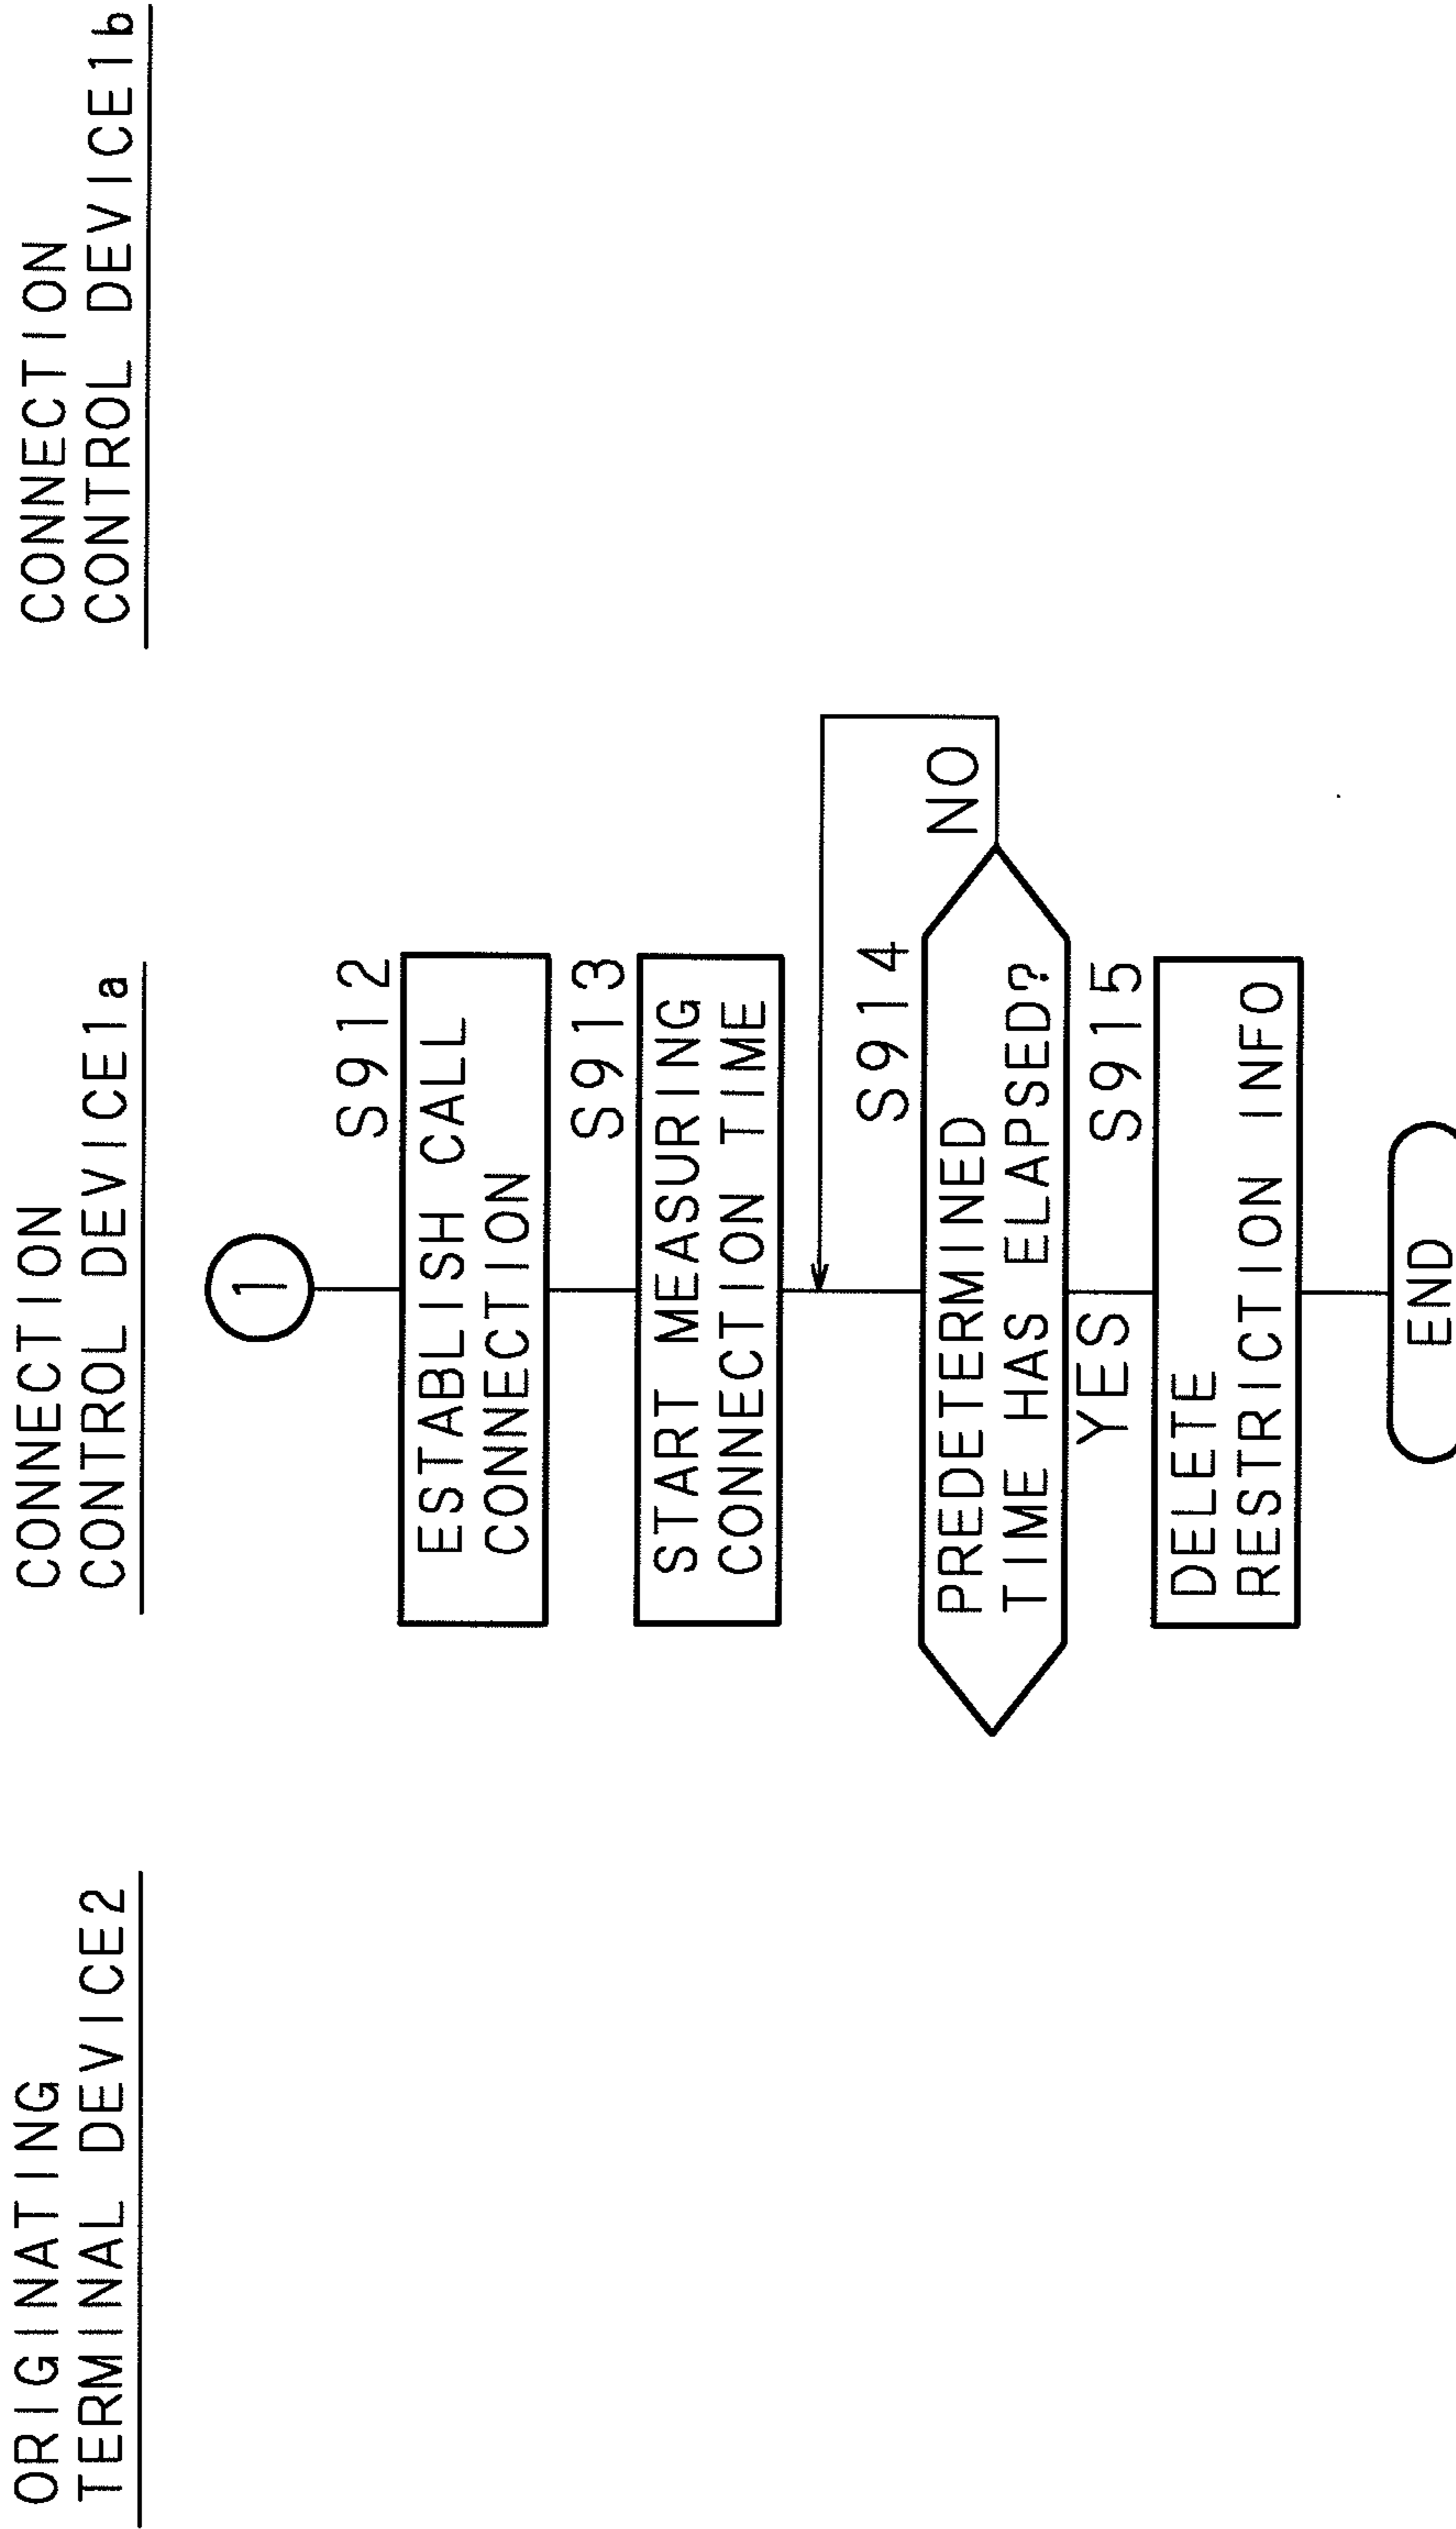 ORIGINATING
TERMINAL DEVICE2
CONNECTION
CONTROL DEVICE1a
CONNECTION
CONTROL DEVICE1b
1
S912
ESTABLISH CALL
CONNECTION
S913
START MEASURING
CONNECTION TIME
S914
PREDETERMINED
TIME HAS ELAPSED?
NO
YES
S915
DELETE
RESTRICTION INFO
END